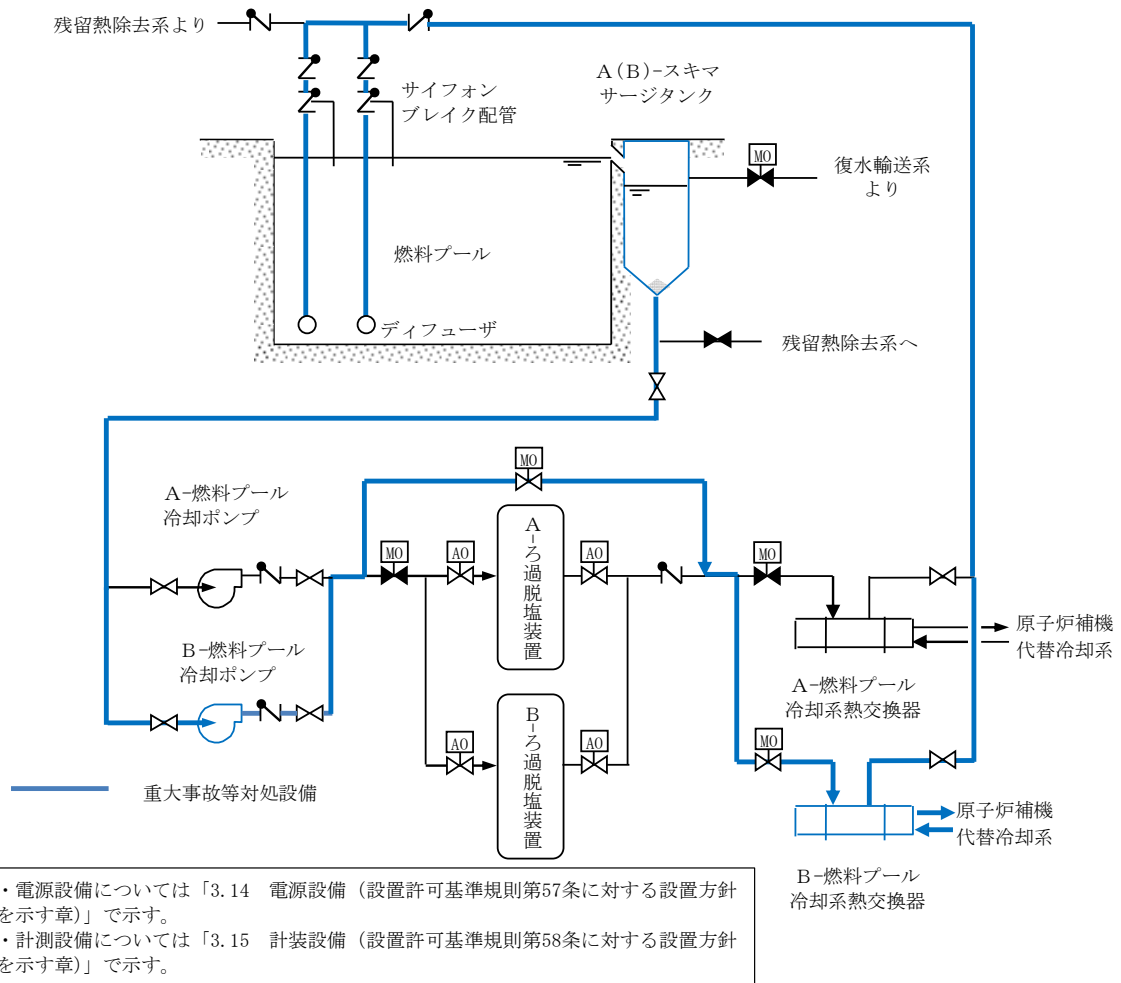 残留熱除去系より
A(B)-スキマ
サージタンク
サイフォン
ブレイク配管
MO
復水輸送系
より
燃料プール
ディフューザ
残留熱除去系へ
MO
A-燃料プール
冷却ポンプ
MO
AO
A-ろ過脱塩装置
AO
MO
原子炉補機
代替冷却系
B-燃料プール
冷却ポンプ
A-燃料プール
冷却系熱交換器
AO
B-ろ過脱塩装置
AO
MO
重大事故等対処設備
原子炉補機
代替冷却系
B-燃料プール
冷却系熱交換器
・電源設備については「3.14 電源設備(設置許可基準規則第57条に対する設置方針
を示す章)」で示す。
・計測設備については「3.15 計装設備(設置許可基準規則第58条に対する設置方針
を示す章)」で示す。